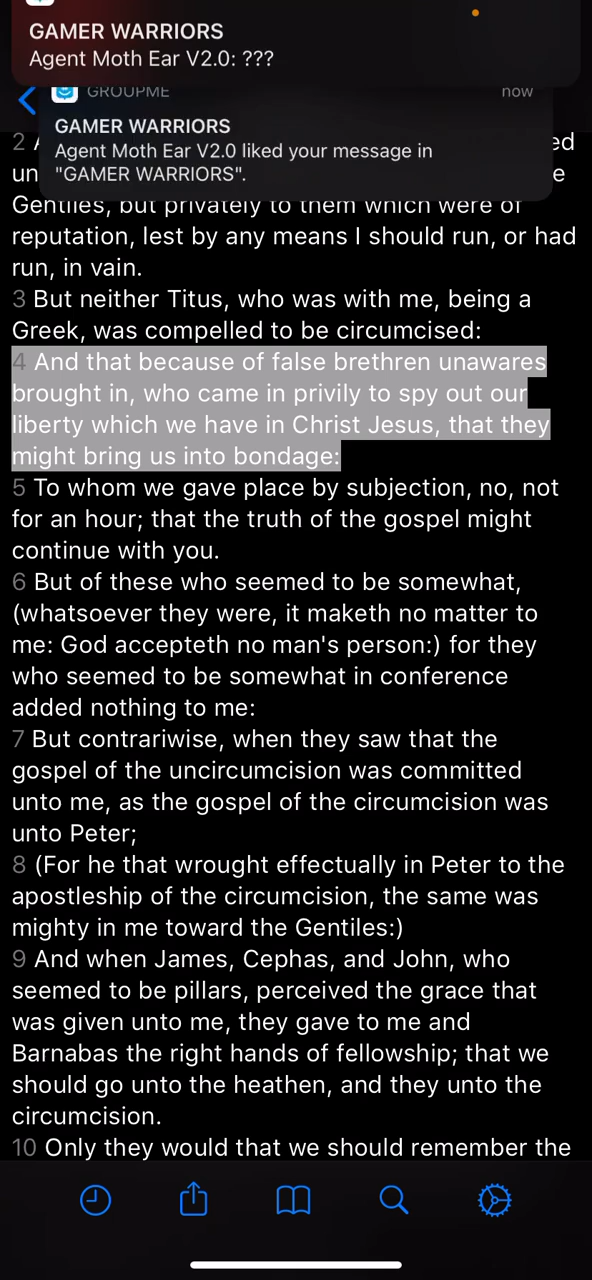 GAMER WARRIORS
Agent Moth Ear V2.0: ???
GROUPME now
GAMER WARRIORS
Agent Moth Ear V2.0 liked your message in
"GAMER WARRIORS".
2
Gentiles, but privately to them which were of
reputation, lest by any means I should run, or had
run, in vain.
3 But neither Titus, who was with me, being a
Greek, was compelled to be circumcised:
4 And that because of false brethren unawares
brought in, who came in privily to spy out our
liberty which we have in Christ Jesus, that they
might bring us into bondage:
5 To whom we gave place by subjection, no, not
for an hour; that the truth of the gospel might
continue with you.
6 But of these who seemed to be somewhat,
(whatsoever they were, it maketh no matter to
me: God accepteth no man's person:) for they
who seemed to be somewhat in conference
added nothing to me:
7 But contrariwise, when they saw that the
gospel of the uncircumcision was committed
unto me, as the gospel of the circumcision was
unto Peter;
8 (For he that wrought effectually in Peter to the
apostleship of the circumcision, the same was
mighty in me toward the Gentiles:)
9 And when James, Cephas, and John, who
seemed to be pillars, perceived the grace that
was given unto me, they gave to me and
Barnabas the right hands of fellowship; that we
should go unto the heathen, and they unto the
circumcision.
10 Only they would that we should remember the